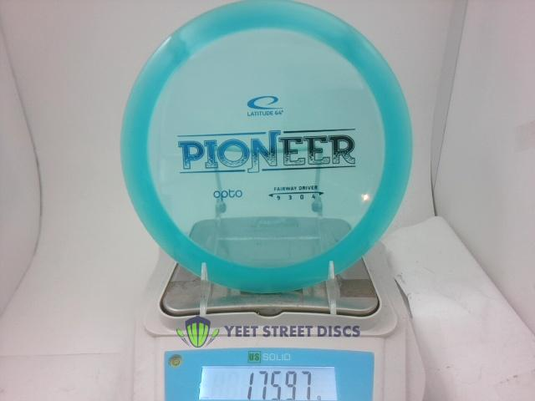 LATITUDE 64°
PIONEER
opto
FAIRWAY DRIVER
9 3 0 4
YEET STREET DISCS
US SOLID
175.97 g